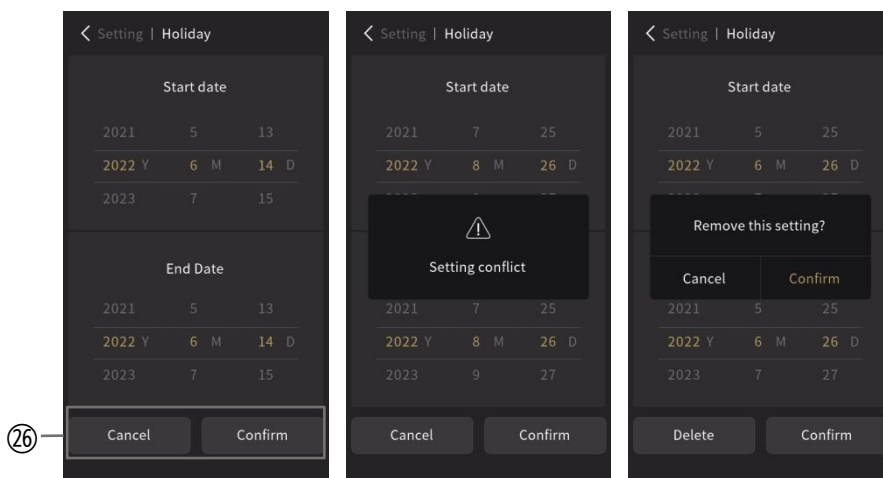 Setting | Holiday
Start date
2021 5 13
2022 Y 6 M 14 D
2023 7 15
End Date
2021 5 13
2022 Y 6 M 14 D
2023 7 15
㉖
Cancel Confirm
Setting | Holiday
Start date
2021 7 25
2022 Y 8 M 26 D
Setting conflict
2021 7 25
2022 Y 8 M 26 D
2023 9 27
Cancel Confirm
Setting | Holiday
Start date
2021 5 25
2022 Y 6 M 26 D
Remove this setting?
Cancel Confirm
2021 5 25
2022 Y 6 M 26 D
2023 7 27
Delete Confirm